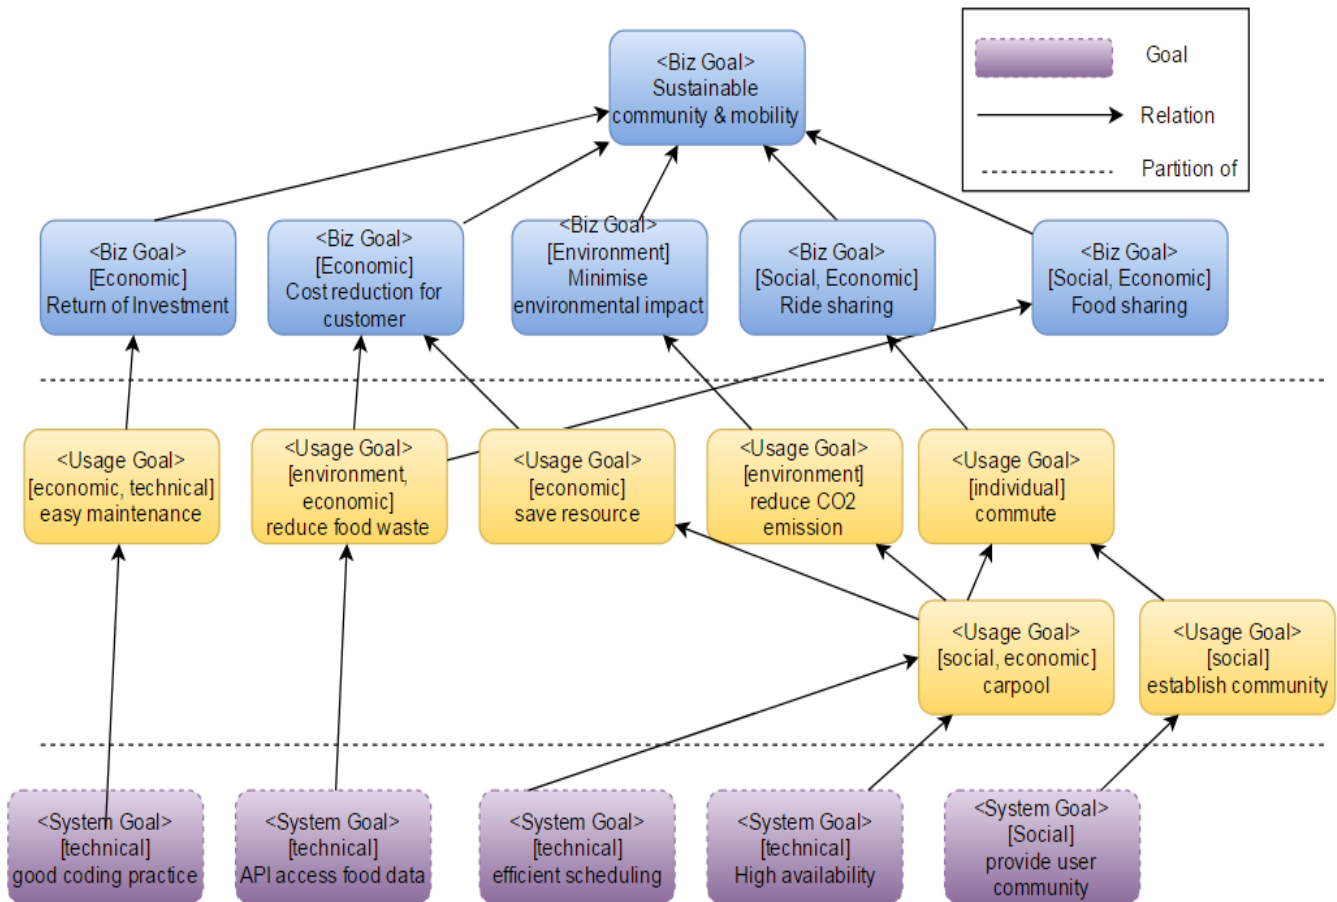 <Biz Goal>
Sustainable
community & mobility
Goal
Relation
Partition of
<Biz Goal>
[Economic]
Return of Investment
<Biz Goal>
[Economic]
Cost reduction for
customer
<Biz Goal>
[Environment]
Minimise
environmental impact
<Biz Goal>
[Social, Economic]
Ride sharing
<Biz Goal>
[Social, Economic]
Food sharing
<Usage Goal>
[economic, technical]
easy maintenance
<Usage Goal>
[environment,
economic]
reduce food waste
<Usage Goal>
[economic]
save resource
<Usage Goal>
[environment]
reduce CO2
emission
<Usage Goal>
[individual]
commute
<Usage Goal>
[social, economic]
carpool
<Usage Goal>
[social]
establish community
<System Goal>
[technical]
good coding practice
<System Goal>
[technical]
API access food data
<System Goal>
[technical]
efficient scheduling
<System Goal>
[technical]
High availability
<System Goal>
[Social]
provide user
community